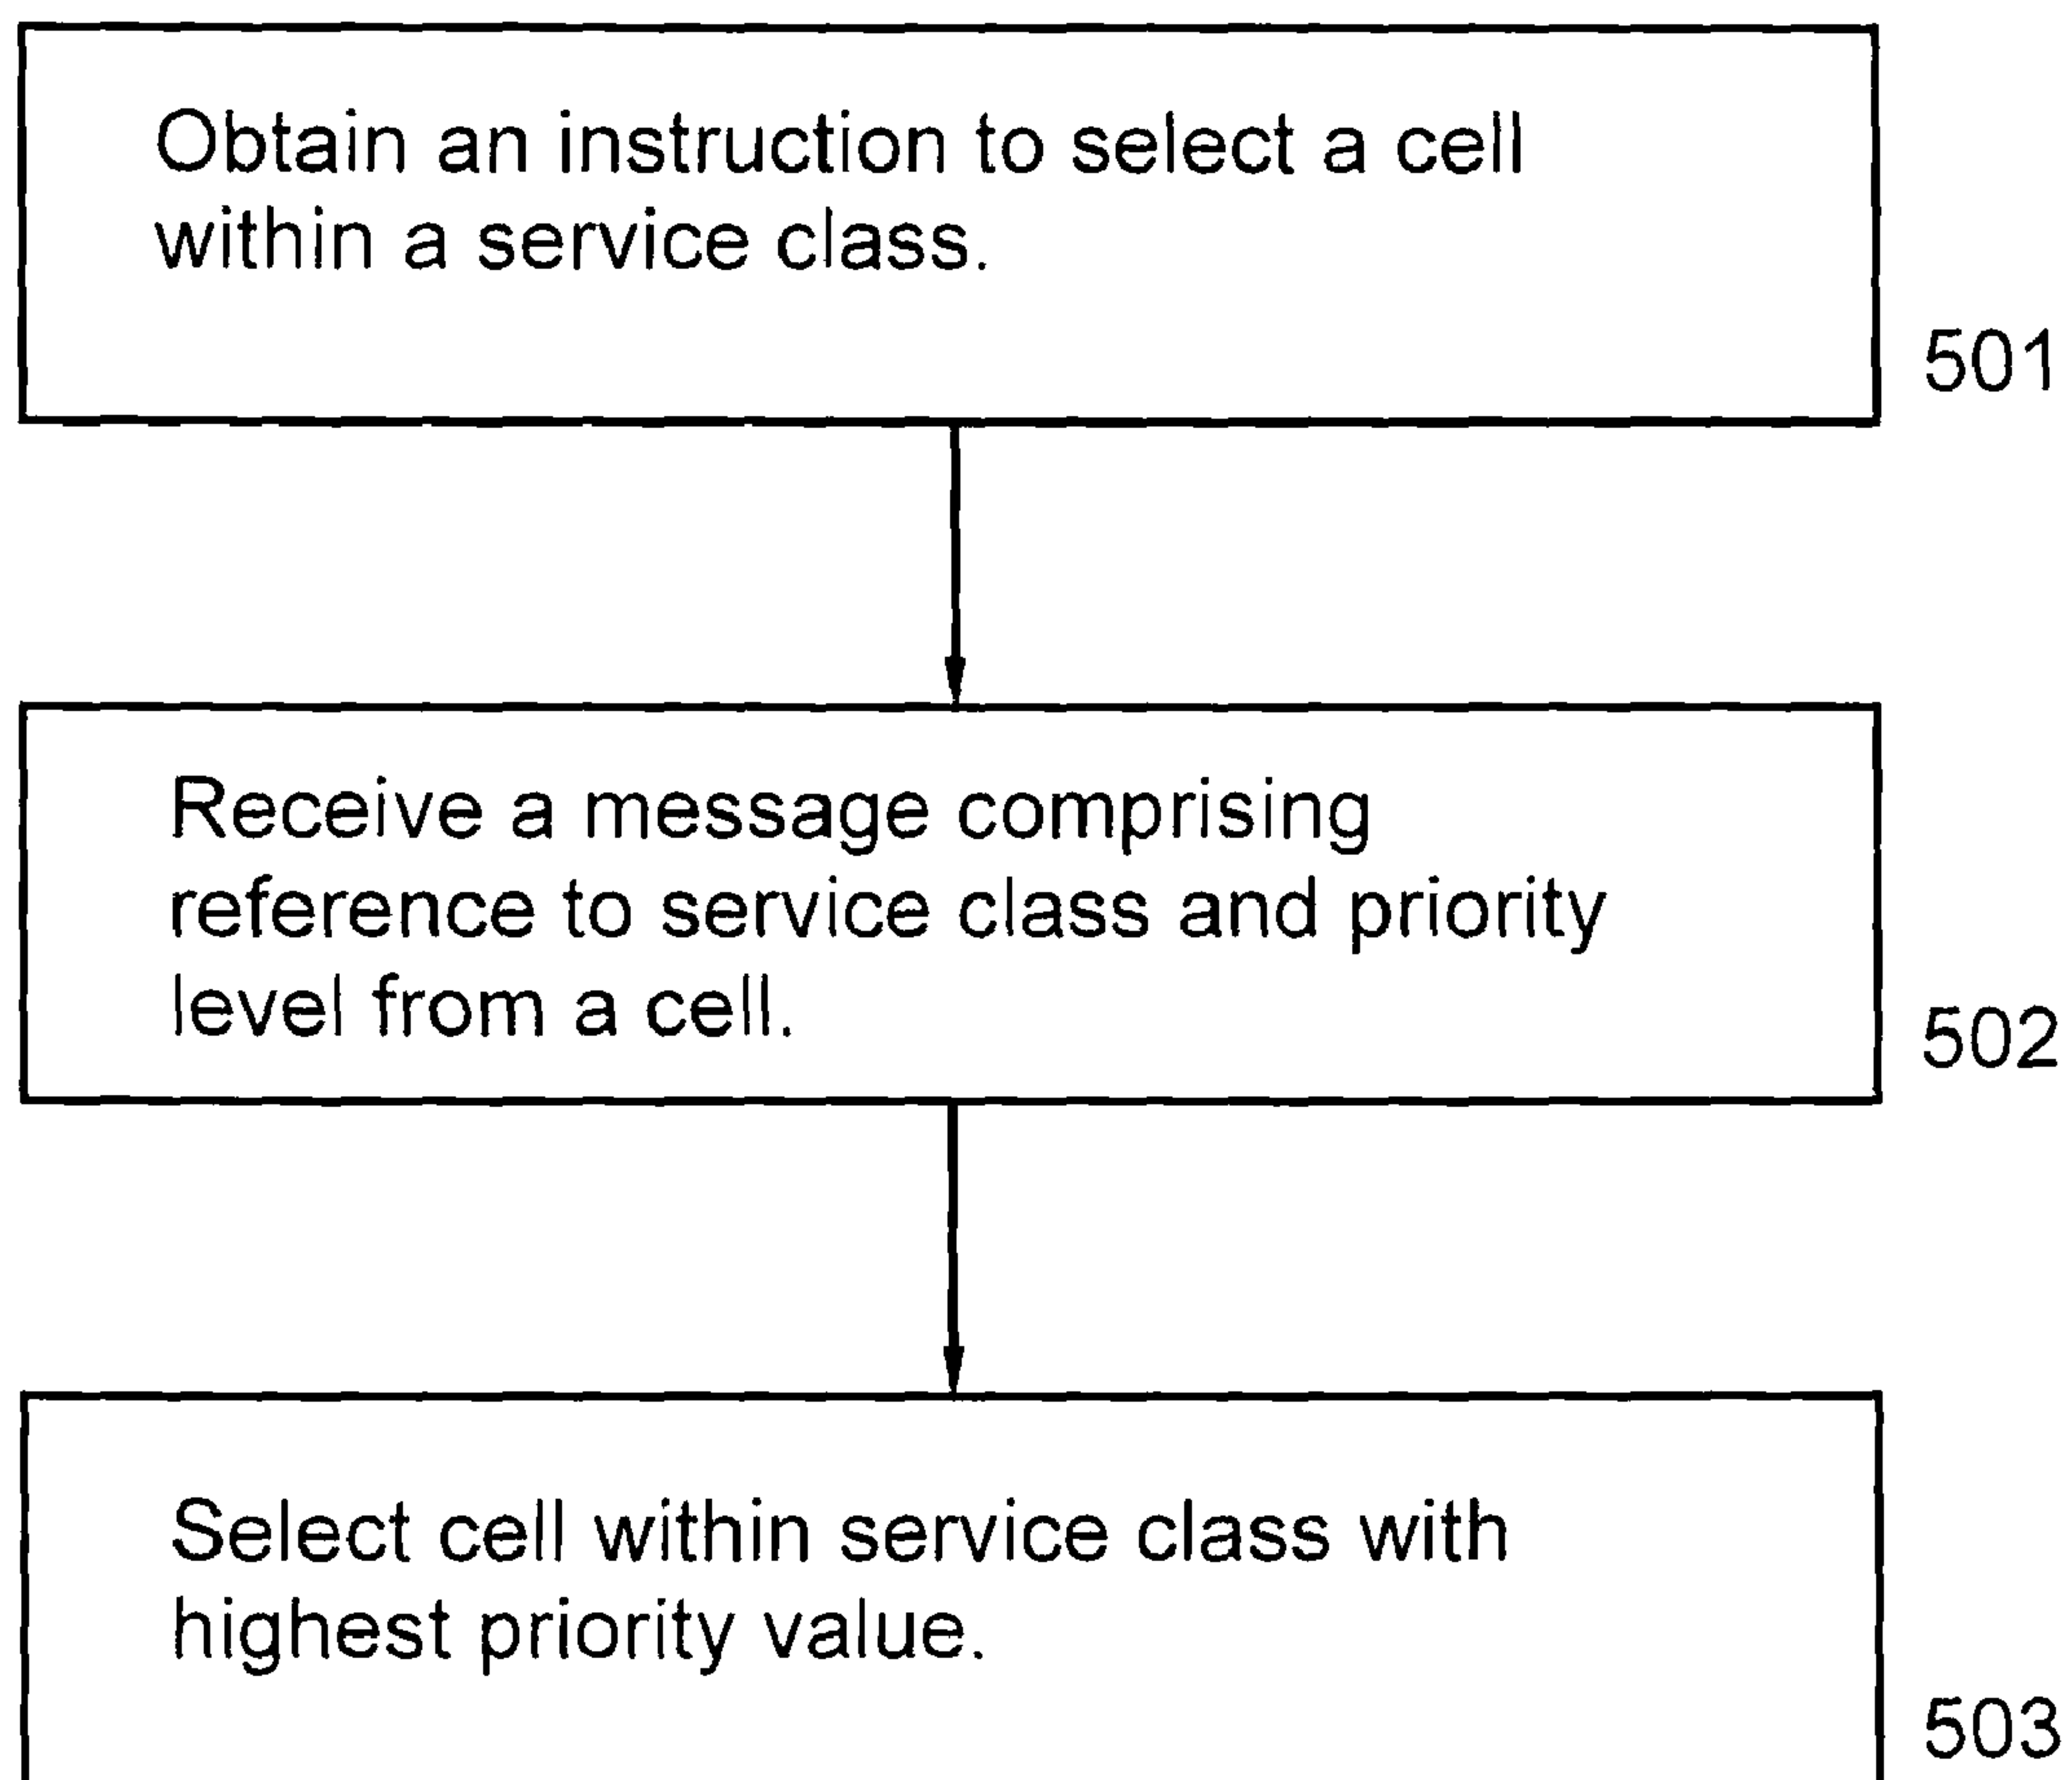 Obtain an instruction to select a cell
within a service class.
501
Receive a message comprising
reference to service class and priority
level from a cell.
502
Select cell within service class with
highest priority value.
503